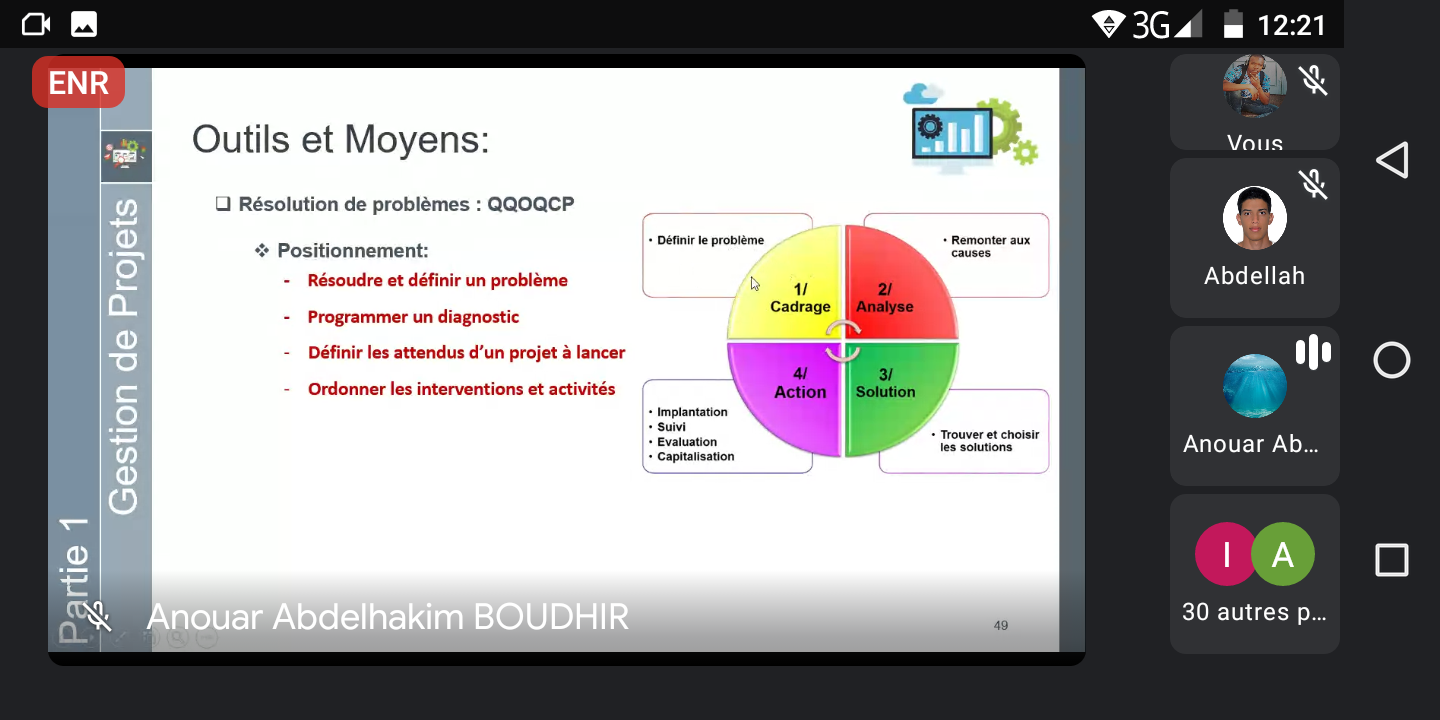 3G 12:21
ENR
Partie 1
Gestion de Projets
Outils et Moyens:
Résolution de problèmes : QQOQCP
Positionnement:
- Résoudre et définir un problème
- Programmer un diagnostic
- Définir les attendus d'un projet à lancer
- Ordonner les interventions et activités
• Définir le problème
• Remonter aux
causes
1/
Cadrage
2/
Analyse
4/
Action
3/
Solution
• Implantation
• Suivi
• Evaluation
• Capitalisation
• Trouver et choisir
les solutions
Anouar Abdelhakim BOUDHIR
49
Vous
Abdellah
Anouar Ab...
I A
30 autres p...